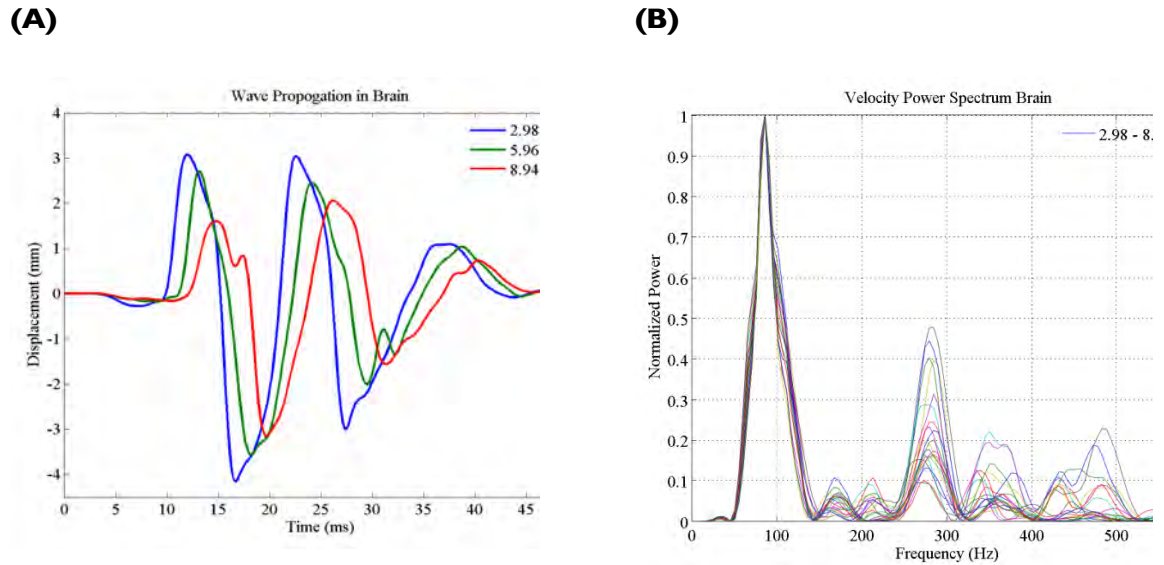 (A)
(B)
Wave Propogation in Brain
4
3
2
1
0
-1
-2
-3
-4
Displacement (mm)
2.98
5.96
8.94
0 5 10 15 20 25 30 35 40 45
Time (ms)
Velocity Power Spectrum Brain
1
0.9
0.8
0.7
0.6
0.5
0.4
0.3
0.2
0.1
0
Normalized Power
2.98 - 8.
0 100 200 300 400 500
Frequency (Hz)